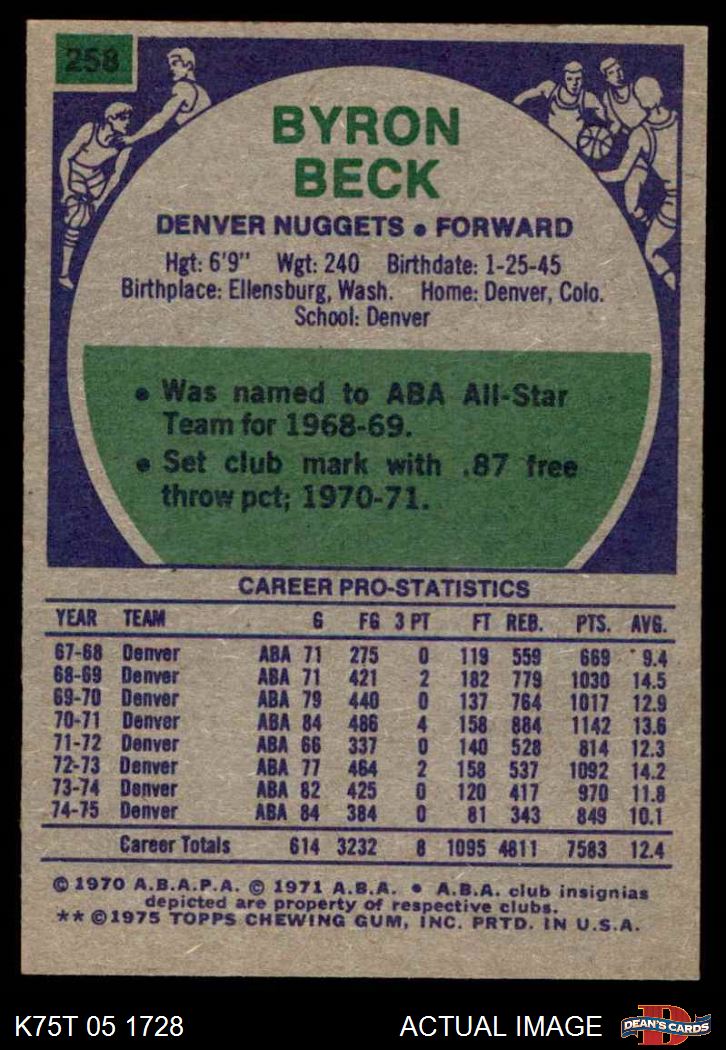 258
BYRON
BECK
DENVER NUGGETS • FORWARD
Hgt: 6'9" Wgt: 240 Birthdate: 1-25-45
Birthplace: Ellensburg, Wash. Home: Denver, Colo.
School: Denver
• Was named to ABA All-Star
Team for 1968-69.
• Set club mark with .87 free
throw pct; 1970-71.
CAREER PRO-STATISTICS
YEAR TEAM G FG 3 PT FT REB. PTS. AVG.
67-68 Denver ABA 71 275 0 119 559 669 9.4
68-69 Denver ABA 71 421 2 182 779 1030 14.5
69-70 Denver ABA 79 440 0 137 764 1017 12.9
70-71 Denver ABA 84 486 4 158 884 1142 13.6
71-72 Denver ABA 66 337 0 140 528 814 12.3
72-73 Denver ABA 77 464 2 158 537 1092 14.2
73-74 Denver ABA 82 425 0 120 417 970 11.8
74-75 Denver ABA 84 384 0 81 343 849 10.1
Career Totals 614 3232 8 1095 4811 7583 12.4
© 1970 A.B.A.P.A. © 1971 A.B.A. • A.B.A. club insignias
depicted are property of respective clubs.
** © 1975 TOPPS CHEWING GUM, INC. PRTD. IN U.S.A.
K75T 05 1728 ACTUAL IMAGE D DEAN'S CARDS